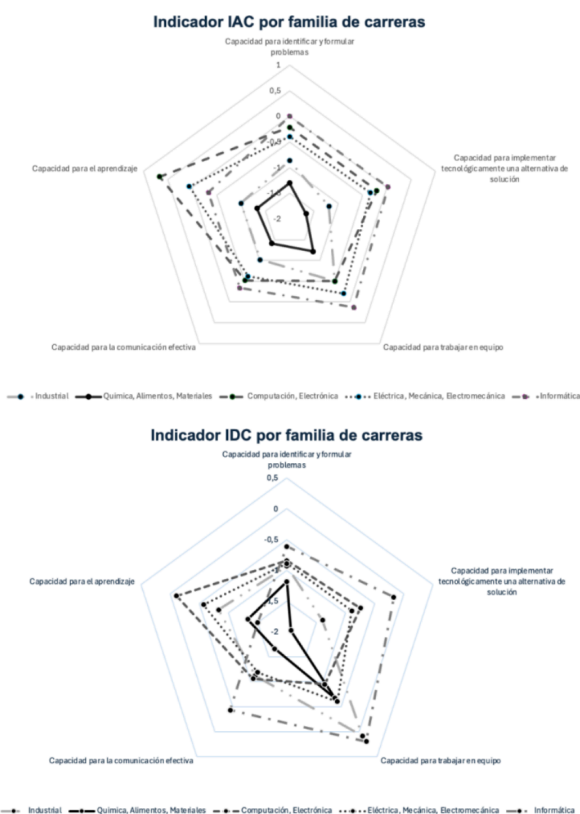 Indicador IAC por familia de carreras
Capacidad para identificar y formular
problemas
1
0,5
0
-0,5
-2
Capacidad para el aprendizaje
Capacidad para implementar
tecnológicamente una alternativa de
solución
Capacidad para la comunicación efectiva
Capacidad para trabajar en equipo
Industrial
Química, Alimentos, Materiales
Computación, Electrónica
Eléctrica, Mecánica, Electromecánica
Informática
Indicador IDC por familia de carreras
Capacidad para identificar y formular
problemas
0,5
0
-0,5
-2
Capacidad para el aprendizaje
Capacidad para implementar
tecnológicamente una alternativa de
solución
Capacidad para la comunicación efectiva
Capacidad para trabajar en equipo
Industrial
Química, Alimentos, Materiales
Computación, Electrónica
Eléctrica, Mecánica, Electromecánica
Informática